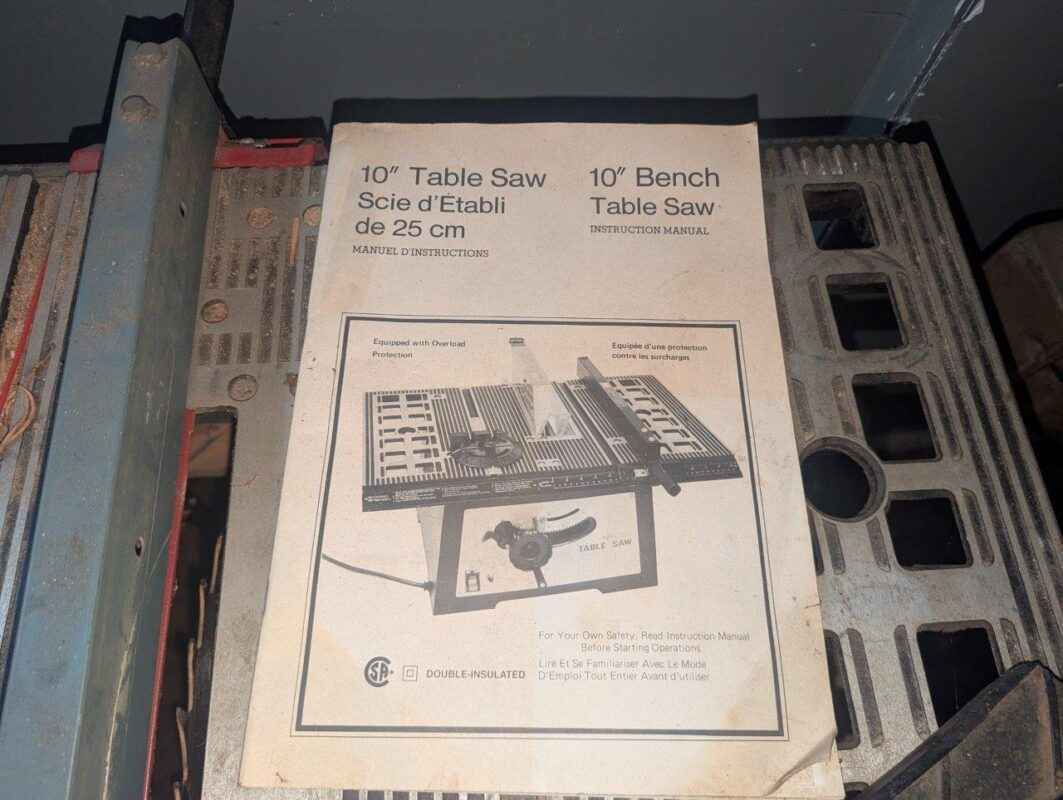 10" Table Saw
Scie d'Etabli
de 25 cm
MANUEL D'INSTRUCTIONS
10" Bench
Table Saw
INSTRUCTION MANUAL
Equipped with Overload
Protection
Equipée d'une protection
contre les surcharges
TABLE SAW
For Your Own Safety, Read Instruction Manual
Before Starting Operations
Lire Et Se Familiariser Avec Le Mode
D'Emploi Tout Entier Avant d'utiliser
CSA
DOUBLE-INSULATED